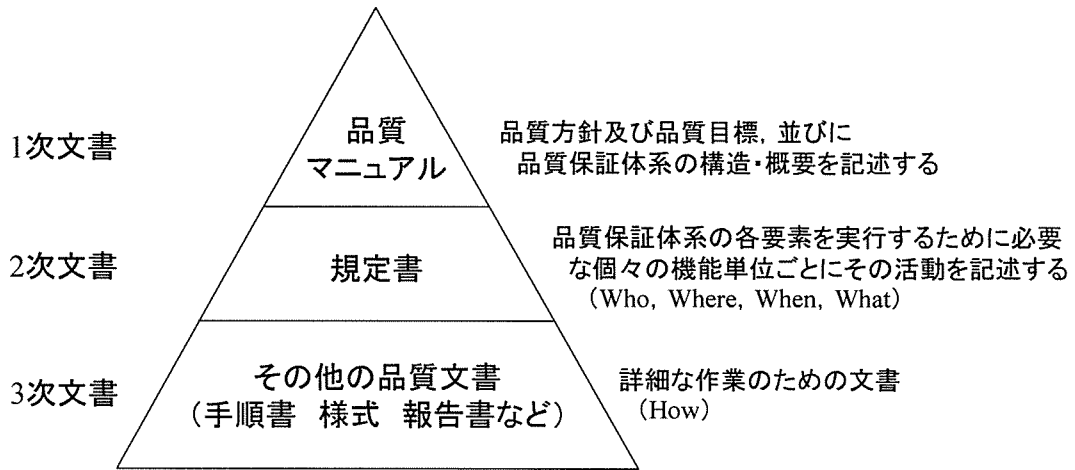 1次文書
品質
マニュアル
品質方針及び品質目標, 並びに
品質保証体系の構造・概要を記述する
2次文書
規定書
品質保証体系の各要素を実行するために必要
な個々の機能単位ごとにその活動を記述する
(Who, Where, When, What)
3次文書
その他の品質文書
(手順書 様式 報告書など)
詳細な作業のための文書
(How)